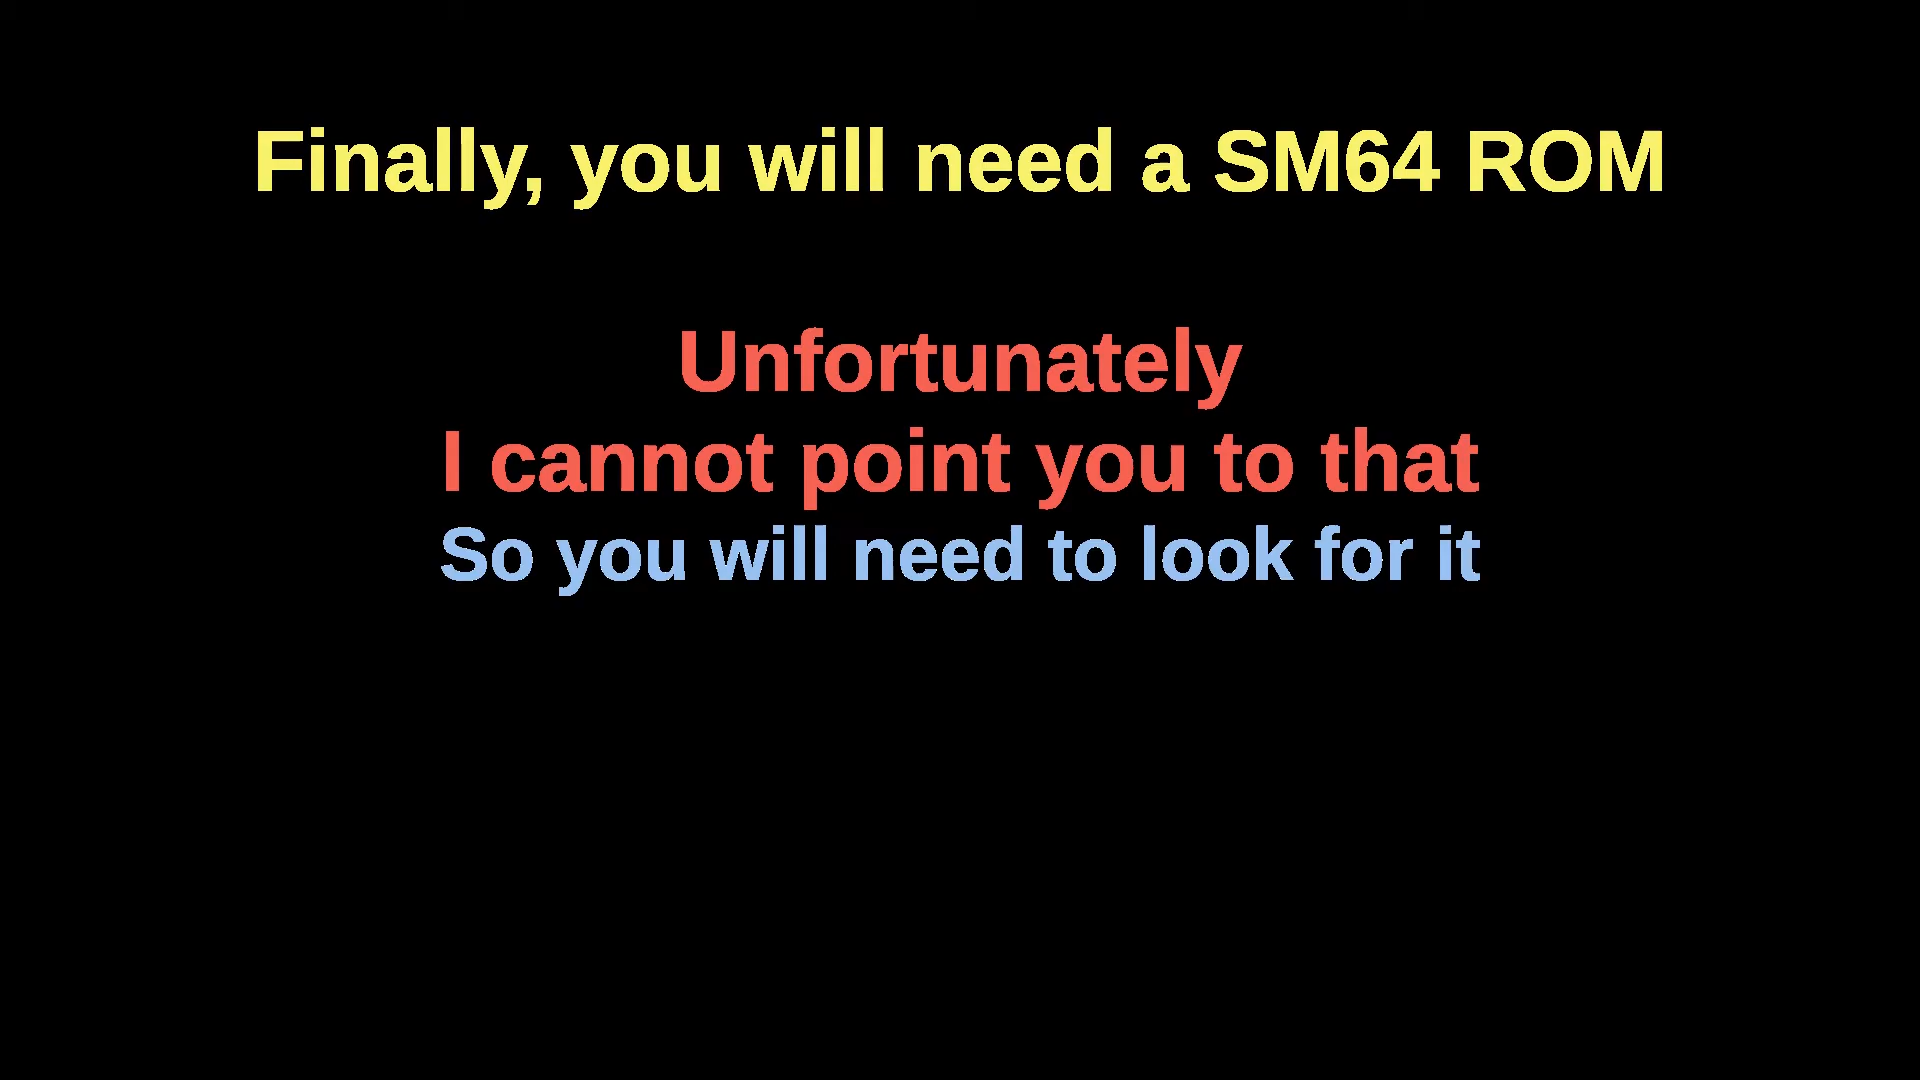 Finally, you will need a SM64 ROM
Unfortunately
I cannot point you to that
So you will need to look for it